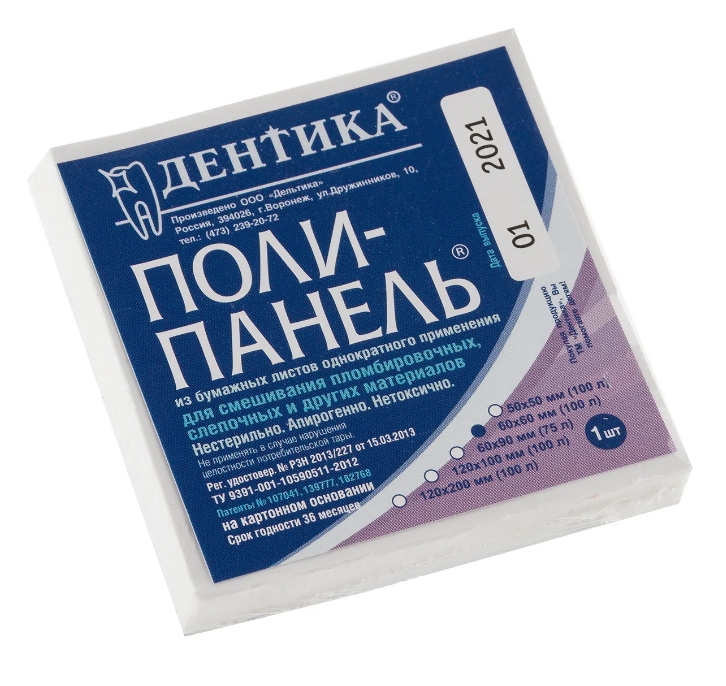 ДЕНТИКА®
Произведено ООО «Дельтика»
Россия, 394026, г.Воронеж, ул.Дружинников, 10,
тел.: (473) 239-20-72
ПОЛИ-
ПАНЕЛЬ®
из бумажных листов однократного применения
для смешивания пломбировочных,
слепочных и других материалов
Нестерильно. Апирогенно. Нетоксично.
Не применять в случае нарушения
целостности потребительской тары.
Рег. удостовер. № РЗН 2013/227 от 15.03.2013
ТУ 9391-001-10590511-2012
Патенты № 107041, 139777, 182768
на картонном основании
Срок годности 36 месяцев
01 2021
Дата выпуска
продукцию
ТМ
50x50 мм (100 л)
60x60 мм (100 л)
60x90 мм (75 л)
120x100 мм (100 л)
120x200 мм (100 л)
1 шт